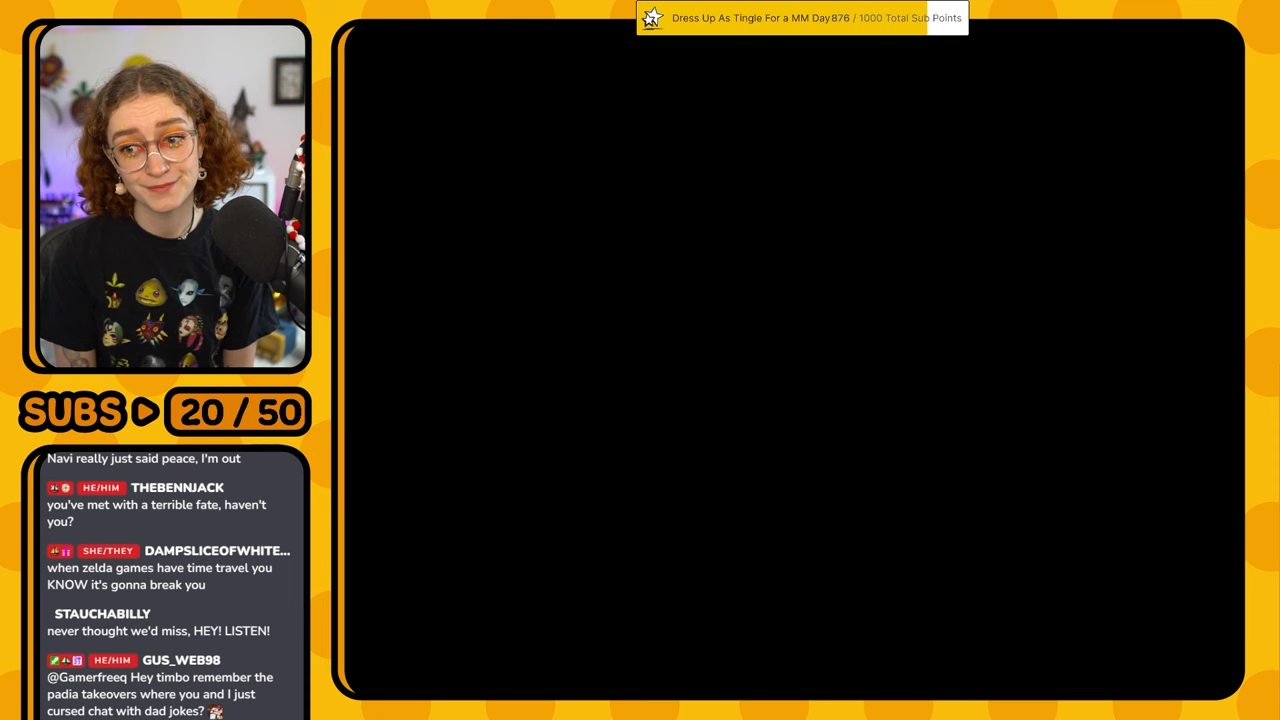 Dress Up As Tingle For a MM Day 876 / 1000 Total Sub Points
SUBS 20 / 50
Navi really just said peace, I'm out
HE/HIM THEBENNJACK
you've met with a terrible fate, haven't
you?
SHE/THEY DAMPSLICEOFWHITE...
when zelda games have time travel you
KNOW it's gonna break you
STAUCHABILLY
never thought we'd miss, HEY! LISTEN!
HE/HIM GUS_WEB98
@Gamerfreeq Hey timbo remember the
padia takeovers where you and I just
cursed chat with dad jokes?